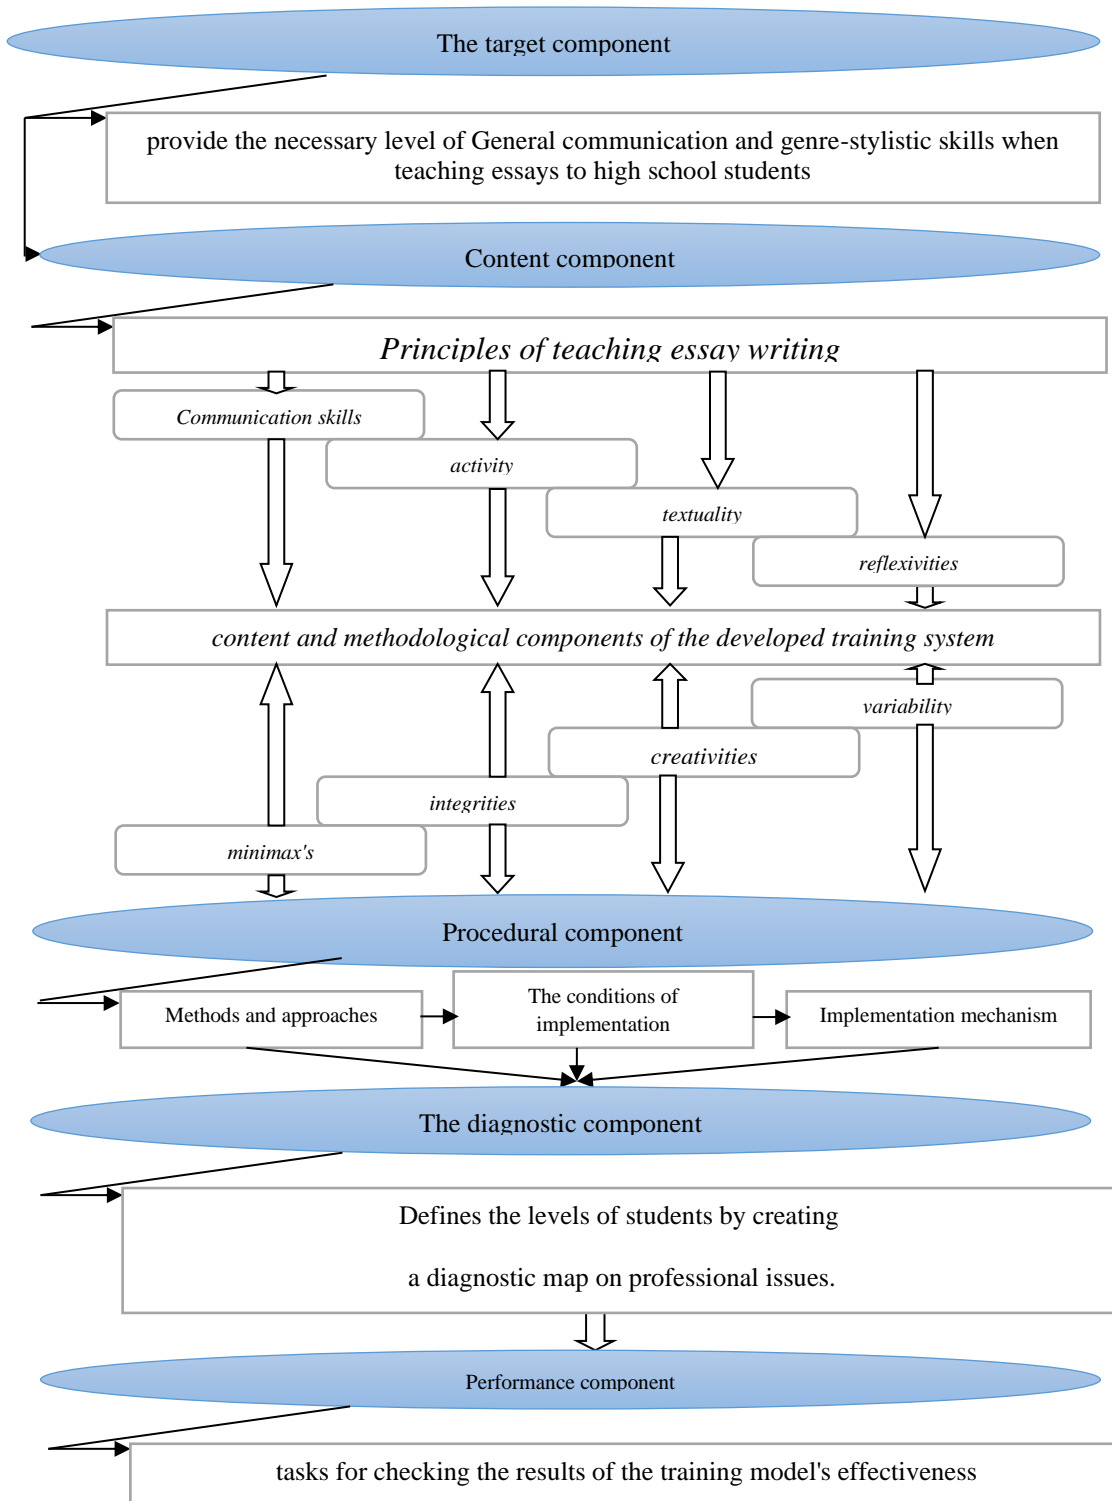 The target component
provide the necessary level of General communication and genre-stylistic skills when
teaching essays to high school students
Content component
Principles of teaching essay writing
Communication skills
activity
textuality
reflexivities
content and methodological components of the developed training system
variability
creativities
integrities
minimax's
Procedural component
Methods and approaches
The conditions of
implementation
Implementation mechanism
The diagnostic component
Defines the levels of students by creating
a diagnostic map on professional issues.
Performance component
tasks for checking the results of the training model's effectiveness